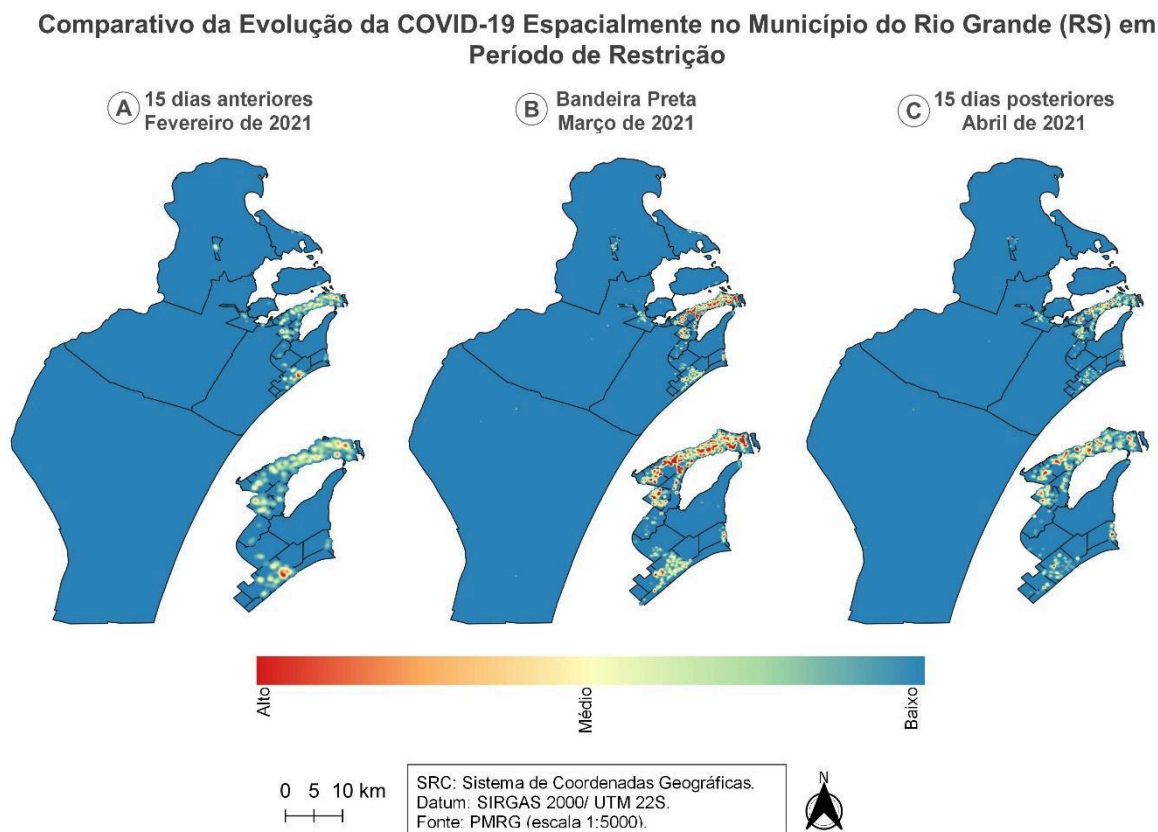 Comparativo da Evolução da COVID-19 Espacialmente no Município do Rio Grande (RS) em
Período de Restrição
A 15 dias anteriores
Fevereiro de 2021
B Bandeira Preta
Março de 2021
C 15 dias posteriores
Abril de 2021
Alto
Médio
Baixo
0 5 10 km
SRC: Sistema de Coordenadas Geográficas.
Datum: SIRGAS 2000/ UTM 22S.
Fonte: PMRG (escala 1:5000).
N